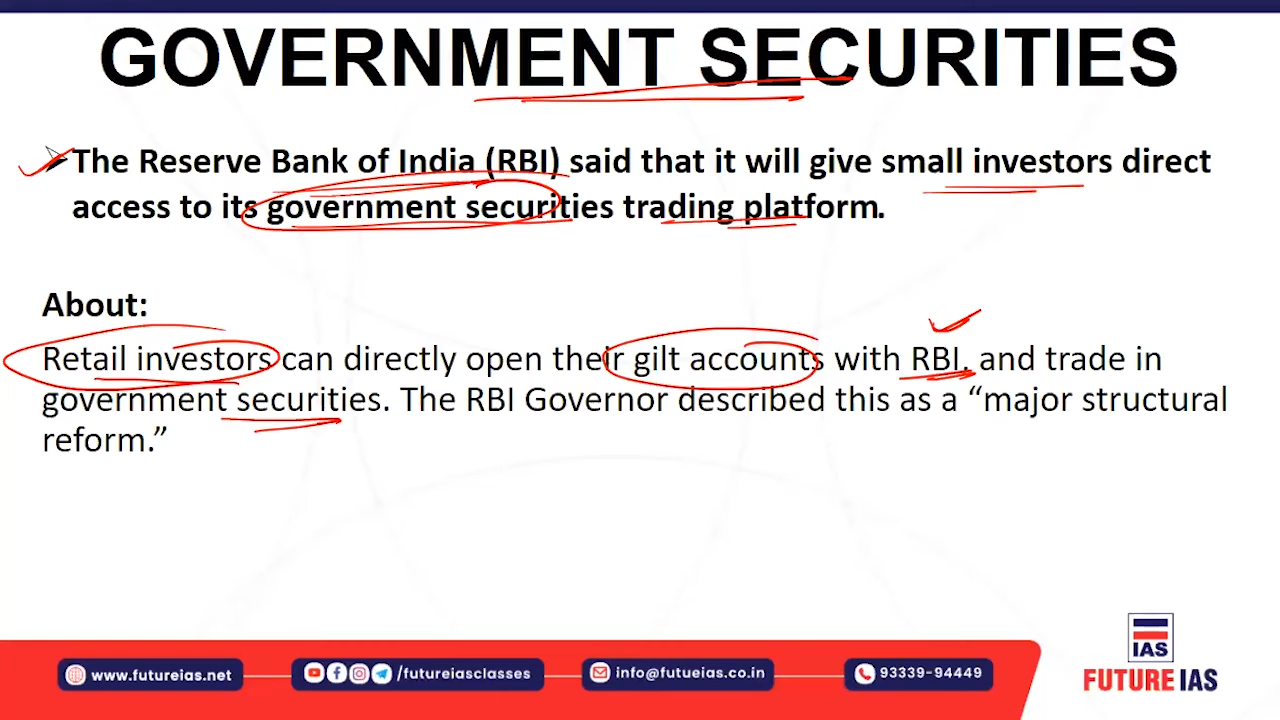 GOVERNMENT SECURITIES
The Reserve Bank of India (RBI) said that it will give small investors direct
access to its government securities trading platform.
About:
Retail investors can directly open their gilt accounts with RBI, and trade in
government securities. The RBI Governor described this as a “major structural
reform.”
IAS
FUTURE IAS
www.futureias.net
/futureiasclasses
info@futueias.co.in
93339-94449